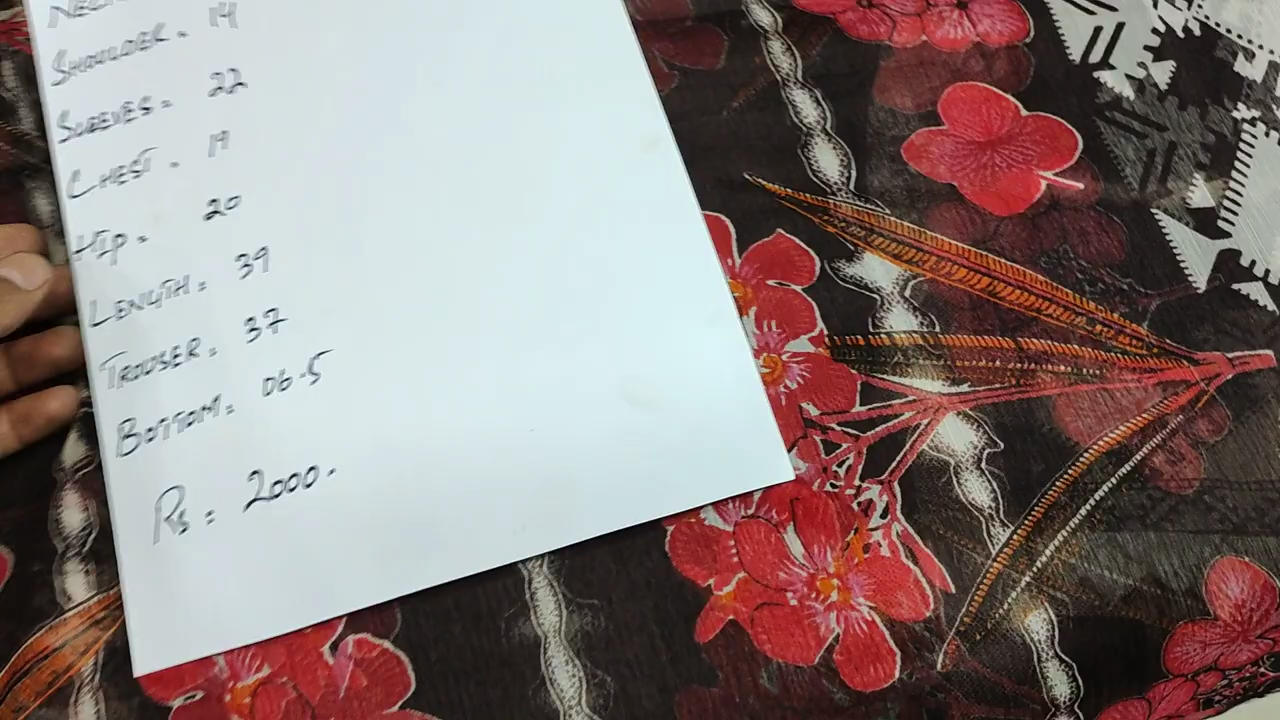 SHOULDER = 14
SLEEVES = 22
CHEST = 19
HIP = 20
LENGTH = 39
TROUSER = 37
BOTTOM = 06.5
Rs = 2000.